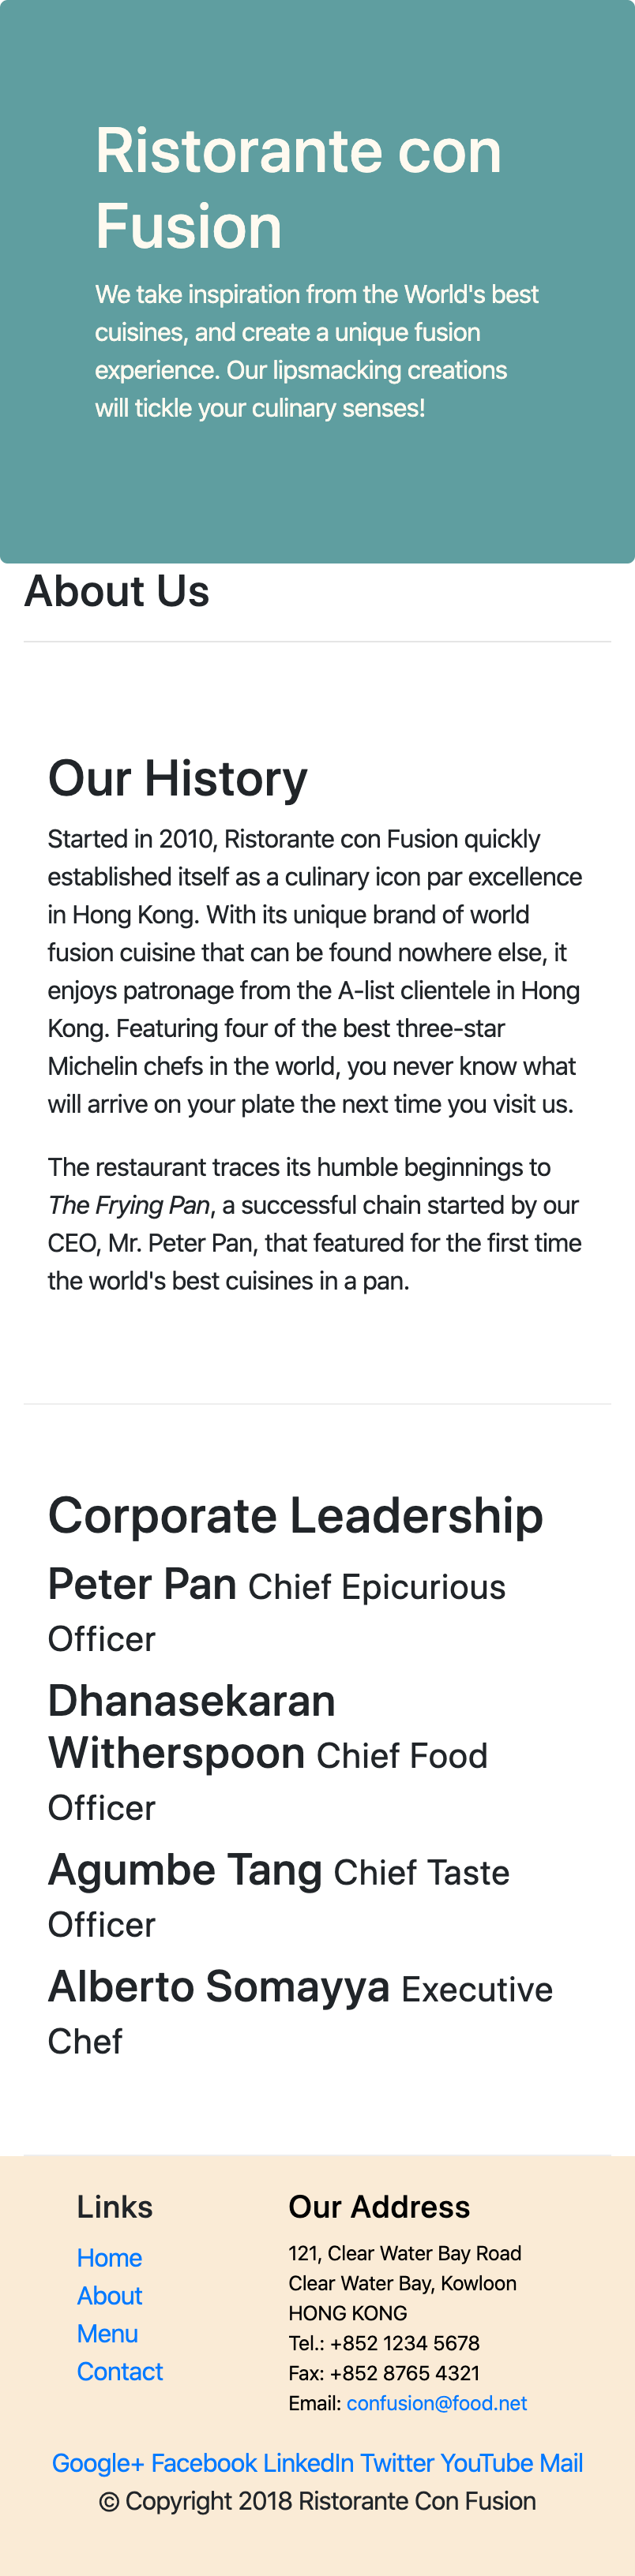 Ristorante con
Fusion
We take inspiration from the World's best
cuisines, and create a unique fusion
experience. Our lipsmacking creations
will tickle your culinary senses!
About Us
Our History
Started in 2010, Ristorante con Fusion quickly
established itself as a culinary icon par excellence
in Hong Kong. With its unique brand of world
fusion cuisine that can be found nowhere else, it
enjoys patronage from the A-list clientele in Hong
Kong. Featuring four of the best three-star
Michelin chefs in the world, you never know what
will arrive on your plate the next time you visit us.
The restaurant traces its humble beginnings to
The Frying Pan, a successful chain started by our
CEO, Mr. Peter Pan, that featured for the first time
the world's best cuisines in a pan.
Corporate Leadership
Peter Pan Chief Epicurious
Officer
Dhanasekaran
Witherspoon Chief Food
Officer
Agumbe Tang Chief Taste
Officer
Alberto Somayya Executive
Chef
Links
Home
About
Menu
Contact
Our Address
121, Clear Water Bay Road
Clear Water Bay, Kowloon
HONG KONG
Tel.: +852 1234 5678
Fax: +852 8765 4321
Email: confusion@food.net
Google+ Facebook LinkedIn Twitter YouTube Mail
© Copyright 2018 Ristorante Con Fusion